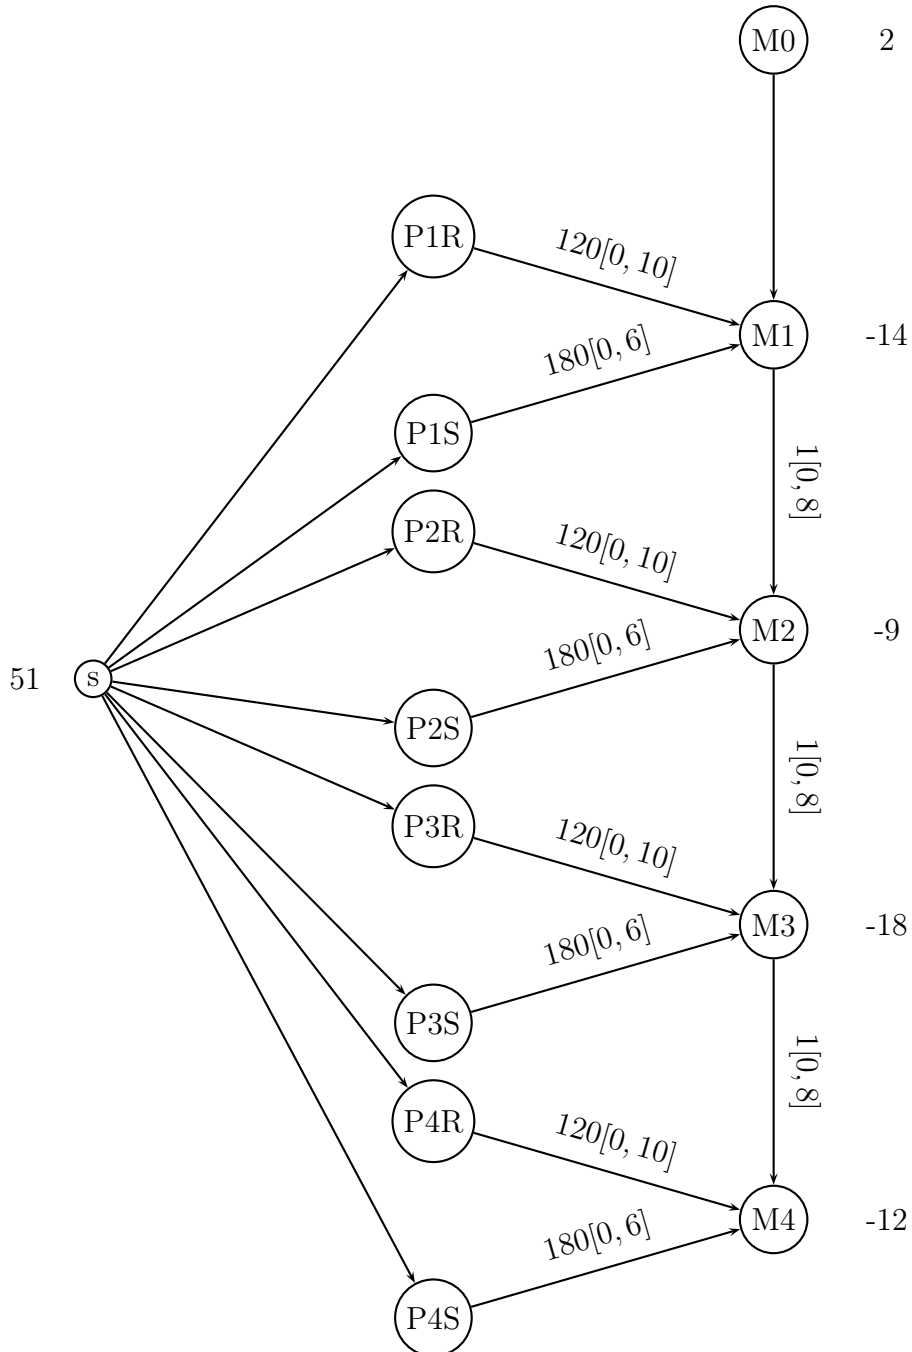 M0 2
P1R 120[0, 10]
M1 -14
180[0, 6]
P1S
1[0, 8]
P2R 120[0, 10]
M2 -9
180[0, 6]
51 s
P2S
1[0, 8]
P3R 120[0, 10]
M3 -18
180[0, 6]
P3S
1[0, 8]
P4R 120[0, 10]
M4 -12
180[0, 6]
P4S